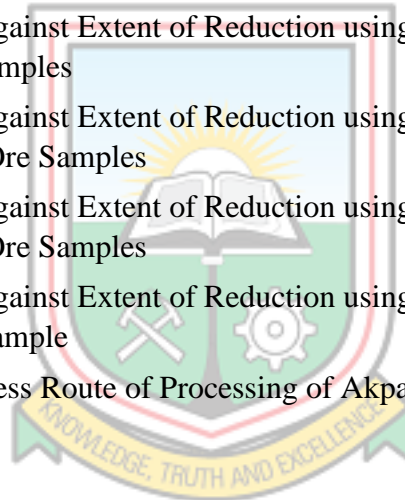 gainst Extent of Reduction using
mples
gainst Extent of Reduction using
Ore Samples
gainst Extent of Reduction using
Ore Samples
gainst Extent of Reduction using
ample
ess Route of Processing of Akpa
KNOWLEDGE, TRUTH AND EXCELLENCE